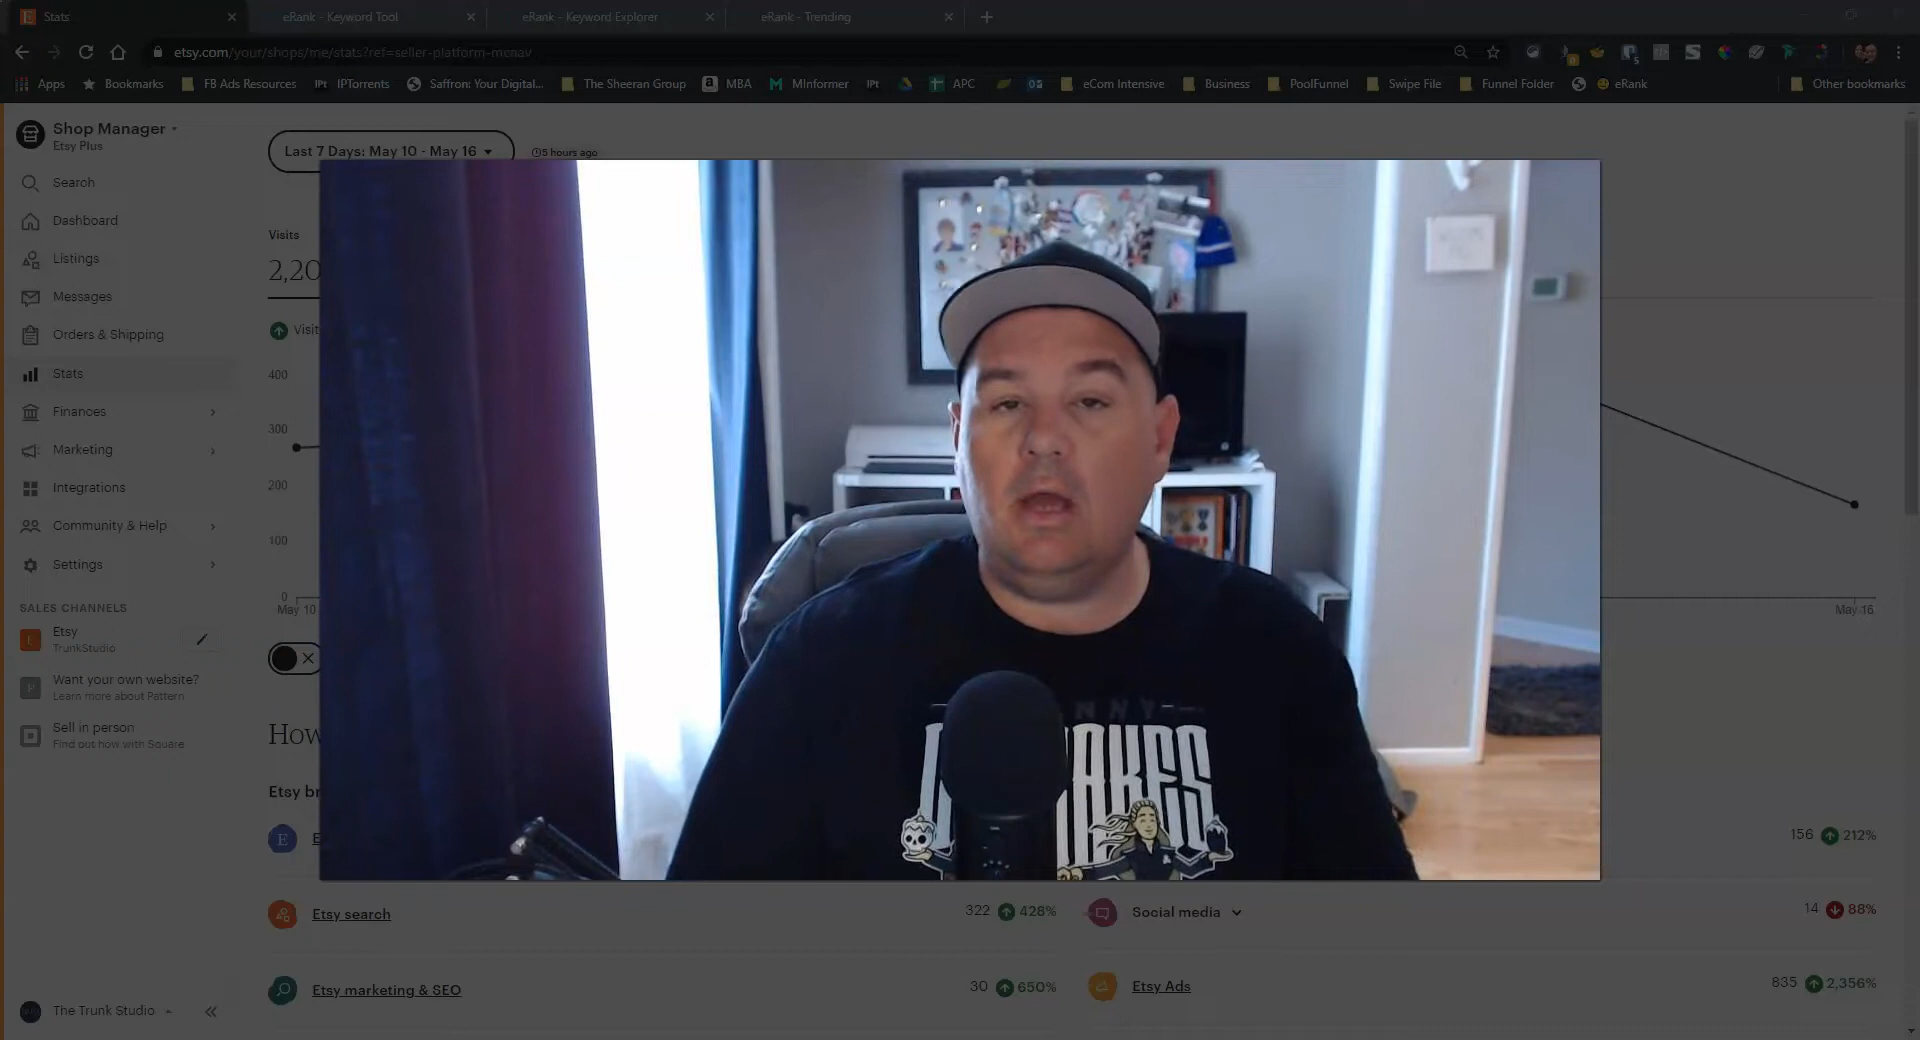 Stats
eRank - Keyword Tool
eRank - Keyword Explorer
eRank - Trending
etsy.com/your/shops/me/stats?ref=seller-platform-mcnav
Apps
Bookmarks
FB Ads Resources
IPTorrents
Saffron: Your Digital...
The Sheeran Group
MBA
MInformer
APC
eCom Intensive
Business
PoolFunnel
Swipe File
Funnel Folder
eRank
Other bookmarks
Shop Manager
Etsy Plus
Search
Dashboard
Listings
Messages
Orders & Shipping
Stats
Finances
Marketing
Integrations
Community & Help
Settings
SALES CHANNELS
Etsy
TrunkStudio
Want your own website?
Learn more about Pattern
Sell in person
Find out how with Square
The Trunk Studio
Last 7 Days: May 10 - May 16
5 hours ago
Visits
2,20
Visit
400
300
200
100
0
May 10
May 16
How
Etsy br
E
156 212%
Etsy search
322 428%
Social media
14 88%
Etsy marketing & SEO
30 650%
Etsy Ads
835 2,356%